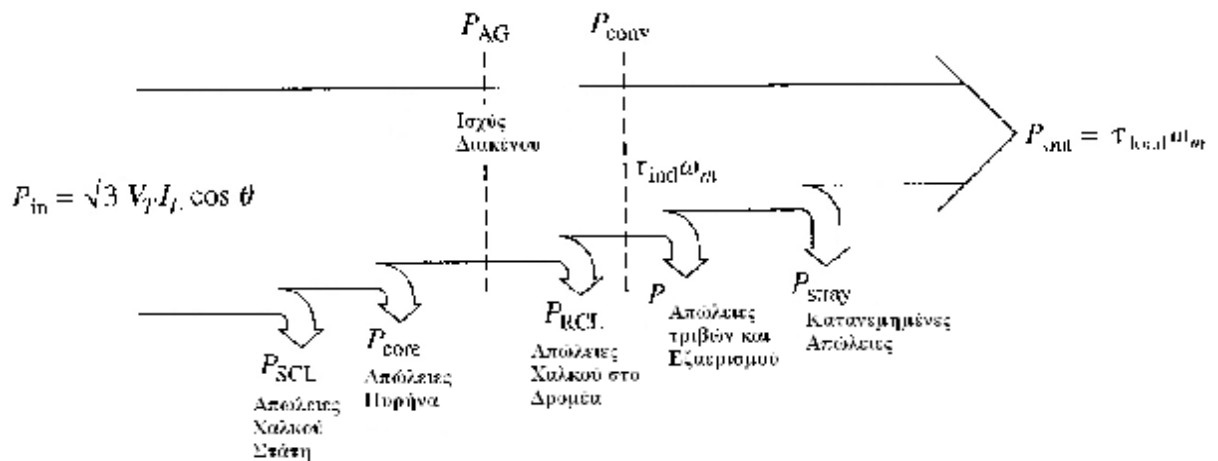 P_AG
P_conv
Ισχύς
Διακένου
P_out = τ_load ω_m
τ_ind ω_m
P_in = √3 V_T I_L cos θ
P_SCL
Απώλειες
Χαλκού
Στάτη
P_core
Απώλειες
Πυρήνα
P_RCL
Απώλειες
Χαλκού στο
Δρομέα
P
Απώλειες
τριβών και
Εξαερισμού
P_stray
Κατανεμημένες
Απώλειες